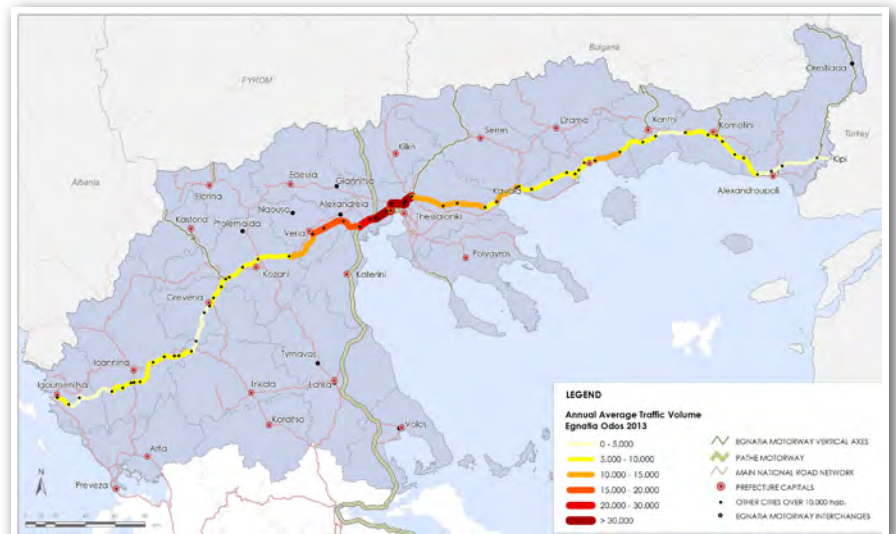 Bulgaria
Orestiada
FYROM
Drama
Xanthi
Komotini
Serres
Turkey
Kilkis
Kipi
Albania
Edessa
Giannitsa
Kavala
Alexandroupoli
Florina
Naousa
Alexandreia
Thessaloniki
Kastoria
Ptolemaida
Veria
Polygyros
Kozani
Katerini
Grevena
Ioannina
Tyrnavos
Igoumenitsa
Trikala
Larisa
Karditsa
Volos
Arta
Preveza
N
LEGEND
Annual Average Traffic Volume
Egnatia Odos 2013
0 - 5.000
5.000 - 10.000
10.000 - 15.000
15.000 - 20.000
20.000 - 30.000
> 30.000
EGNATIA MOTORWAY VERTICAL AXES
PATHE MOTORWAY
MAIN NATIONAL ROAD NETWORK
PREFECTURE CAPITALS
OTHER CITIES OVER 10.000 hab.
EGNATIA MOTORWAY INTERCHANGES